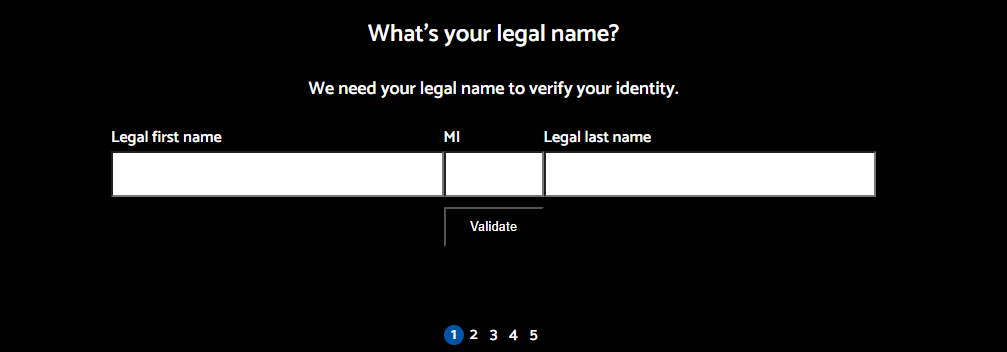 What's your legal name?
We need your legal name to verify your identity.
Legal first name MI Legal last name
Validate
1 2 3 4 5